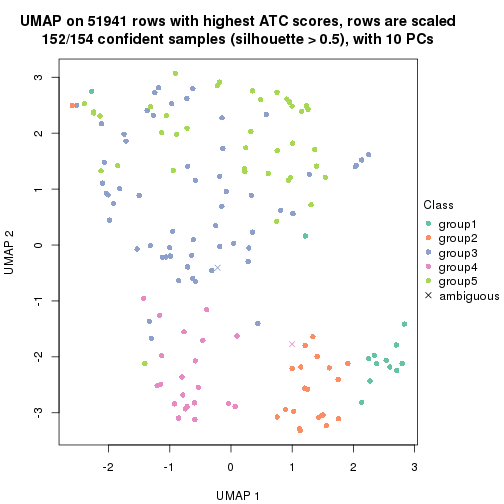 UMAP on 51941 rows with highest ATC scores, rows are scaled
152/154 confident samples (silhouette > 0.5), with 10 PCs
3
2
1
0
-1
-2
-3
UMAP 2
-2
-1
0
1
2
3
UMAP 1
Class
group1
group2
group3
group4
group5
ambiguous